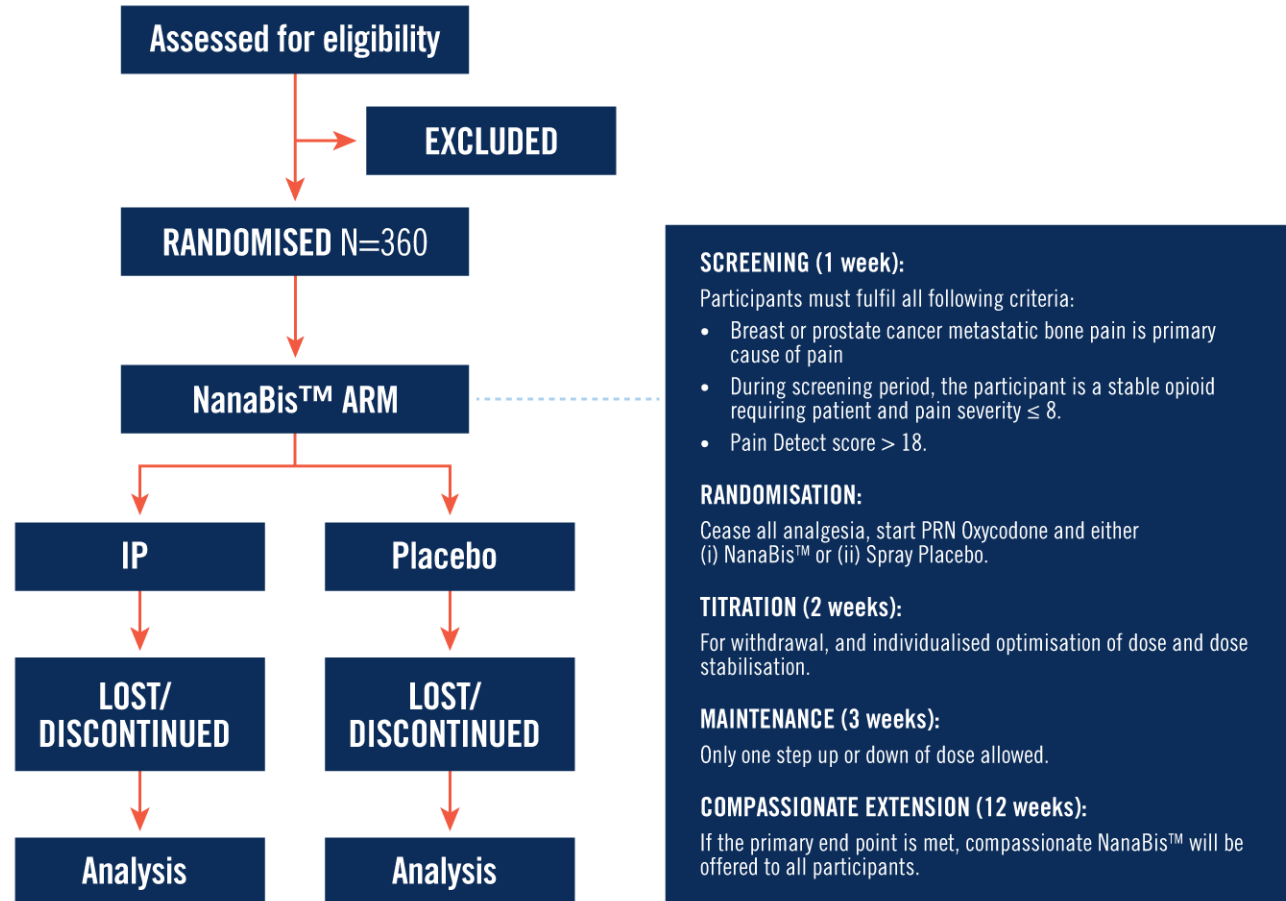 Assessed for eligibility
EXCLUDED
RANDOMISED N=360
NanaBis™ ARM
IP
Placebo
LOST/
DISCONTINUED
LOST/
DISCONTINUED
Analysis
Analysis
SCREENING (1 week):
Participants must fulfil all following criteria:
• Breast or prostate cancer metastatic bone pain is primary
cause of pain
• During screening period, the participant is a stable opioid
requiring patient and pain severity ≤ 8.
• Pain Detect score > 18.
RANDOMISATION:
Cease all analgesia, start PRN Oxycodone and either
(i) NanaBis™ or (ii) Spray Placebo.
TITRATION (2 weeks):
For withdrawal, and individualised optimisation of dose and dose
stabilisation.
MAINTENANCE (3 weeks):
Only one step up or down of dose allowed.
COMPASSIONATE EXTENSION (12 weeks):
If the primary end point is met, compassionate NanaBis™ will be
offered to all participants.